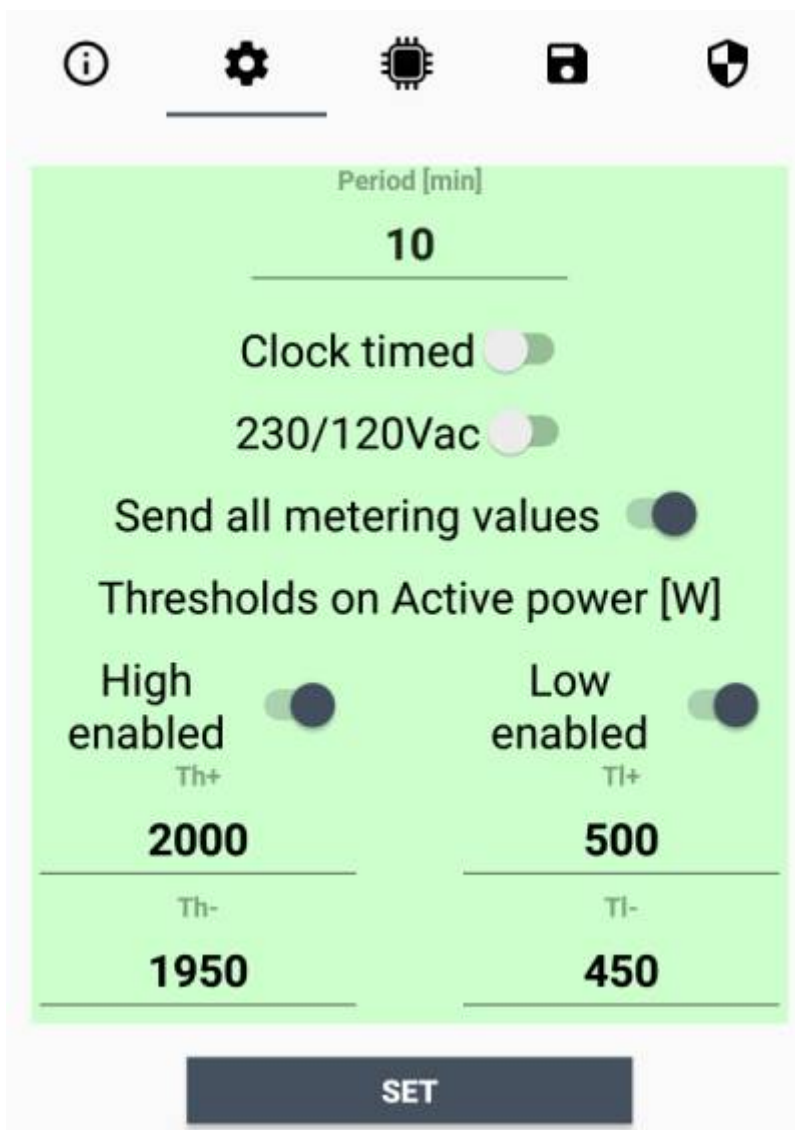 Period [min]
10
Clock timed
230/120Vac
Send all metering values
Thresholds on Active power [W]
High
enabled
Low
enabled
Th+
Tl+
2000
500
Th-
Tl-
1950
450
SET